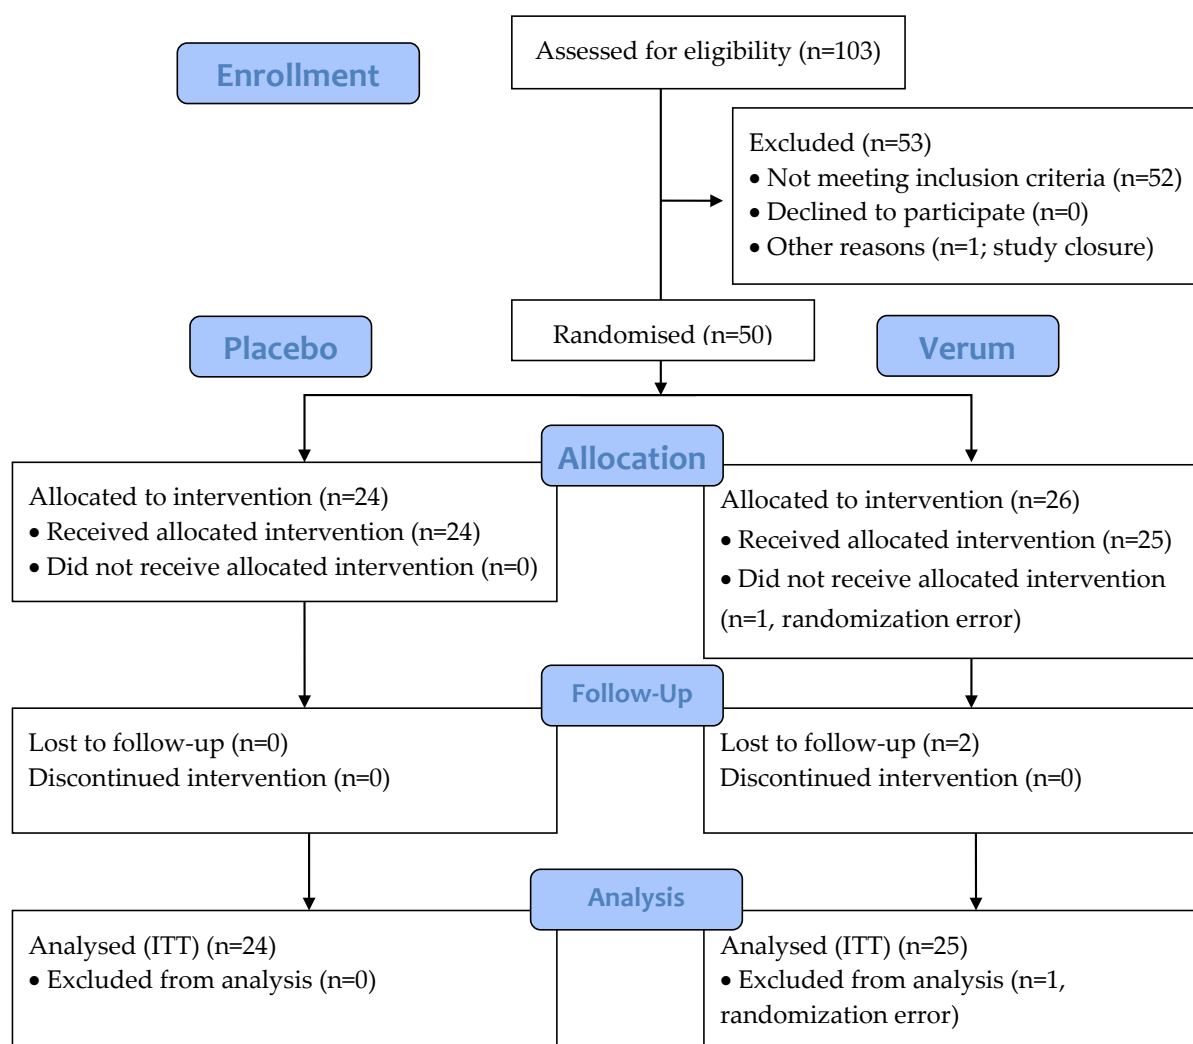 Enrollment
Assessed for eligibility (n=103)
Excluded (n=53)
• Not meeting inclusion criteria (n=52)
• Declined to participate (n=0)
• Other reasons (n=1; study closure)
Randomised (n=50)
Placebo
Verum
Allocation
Allocated to intervention (n=24)
• Received allocated intervention (n=24)
• Did not receive allocated intervention (n=0)
Allocated to intervention (n=26)
• Received allocated intervention (n=25)
• Did not receive allocated intervention
(n=1, randomization error)
Follow-Up
Lost to follow-up (n=0)
Discontinued intervention (n=0)
Lost to follow-up (n=2)
Discontinued intervention (n=0)
Analysis
Analysed (ITT) (n=24)
• Excluded from analysis (n=0)
Analysed (ITT) (n=25)
• Excluded from analysis (n=1,
randomization error)